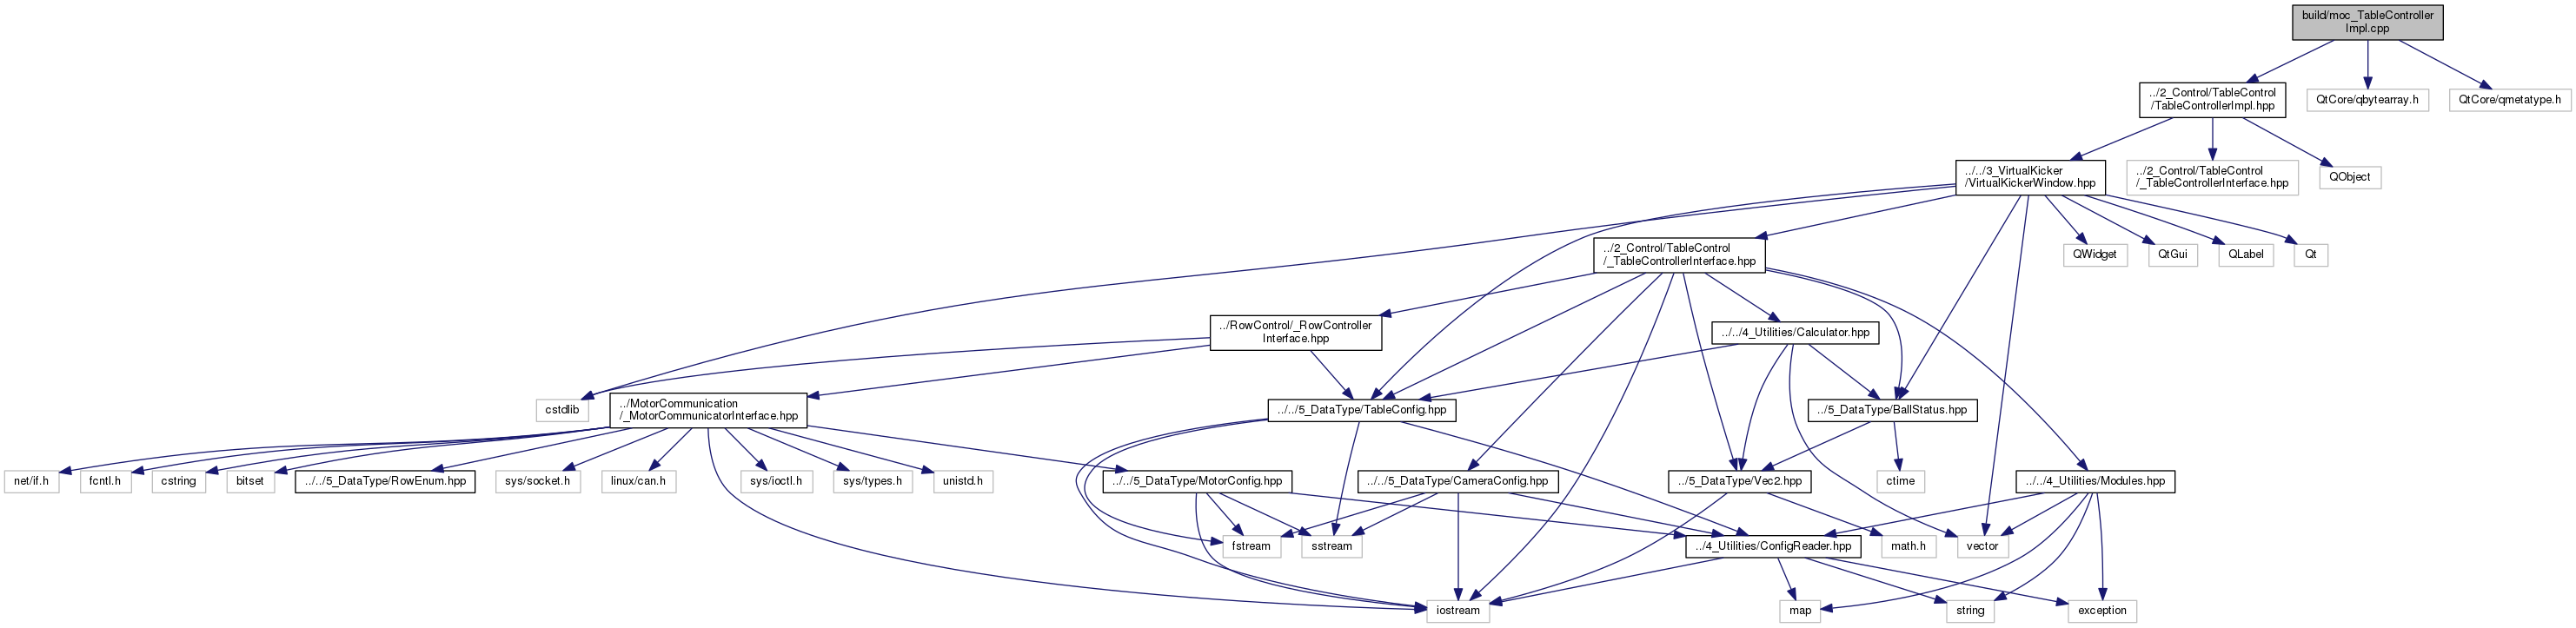 build/moc_TableController
Impl.cpp
../2_Control/TableControl
/TableControllerImpl.hpp
QtCore/qbytearray.h
QtCore/qmetatype.h
../../3_VirtualKicker
/VirtualKickerWindow.hpp
../2_Control/TableControl
/_TableControllerInterface.hpp
QObject
../2_Control/TableControl
/_TableControllerInterface.hpp
QWidget
QtGui
QLabel
Qt
../RowControl/_RowController
Interface.hpp
../../4_Utilities/Calculator.hpp
cstdlib
../MotorCommunication
/_MotorCommunicatorInterface.hpp
../../5_DataType/TableConfig.hpp
../5_DataType/BallStatus.hpp
net/if.h
fcntl.h
cstring
bitset
../../5_DataType/RowEnum.hpp
sys/socket.h
linux/can.h
sys/ioctl.h
sys/types.h
unistd.h
../../5_DataType/MotorConfig.hpp
../../5_DataType/CameraConfig.hpp
../5_DataType/Vec2.hpp
ctime
../../4_Utilities/Modules.hpp
fstream
sstream
../4_Utilities/ConfigReader.hpp
math.h
vector
iostream
map
string
exception